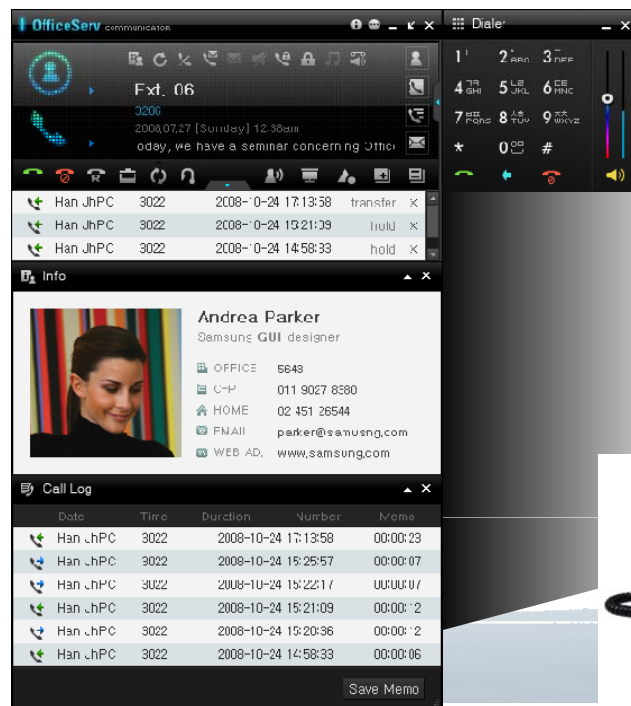 OfficeServ COMMUNICATOR
Ext. 06
3206
2008.07.27 [Sunday] 12:36am
oday, we have a seminar concerning Office
Han JhPC 3022 2008-10-24 17:13:58 transfer ×
Han JhPC 3022 2008-10-24 15:21:09 hold ×
Han JhPC 3022 2008-10-24 14:58:33 hold ×
Info
Andrea Parker
Samsung GUI designer
OFFICE 5643
C-P 011 9027 8380
HOME 02 451 26544
EMAIL parker@samusng.com
WEB AD. www.samsung.com
Call Log
Date Time Duration Number Memo
Han JhPC 3022 2008-10-24 17:13:58 00:00:23
Han JhPC 3022 2008-10-24 15:25:57 00:00:07
Han JhPC 3022 2008-10-24 15:22:17 00:00:07
Han JhPC 3022 2008-10-24 15:21:09 00:00:12
Han JhPC 3022 2008-10-24 15:20:36 00:00:12
Han JhPC 3022 2008-10-24 14:58:33 00:00:06
Save Memo
Dialer
1 2 ABC 3 DEF
4 GHI 5 JKL 6 MNO
7 PQRS 8 TUV 9 WXYZ
* 0 #